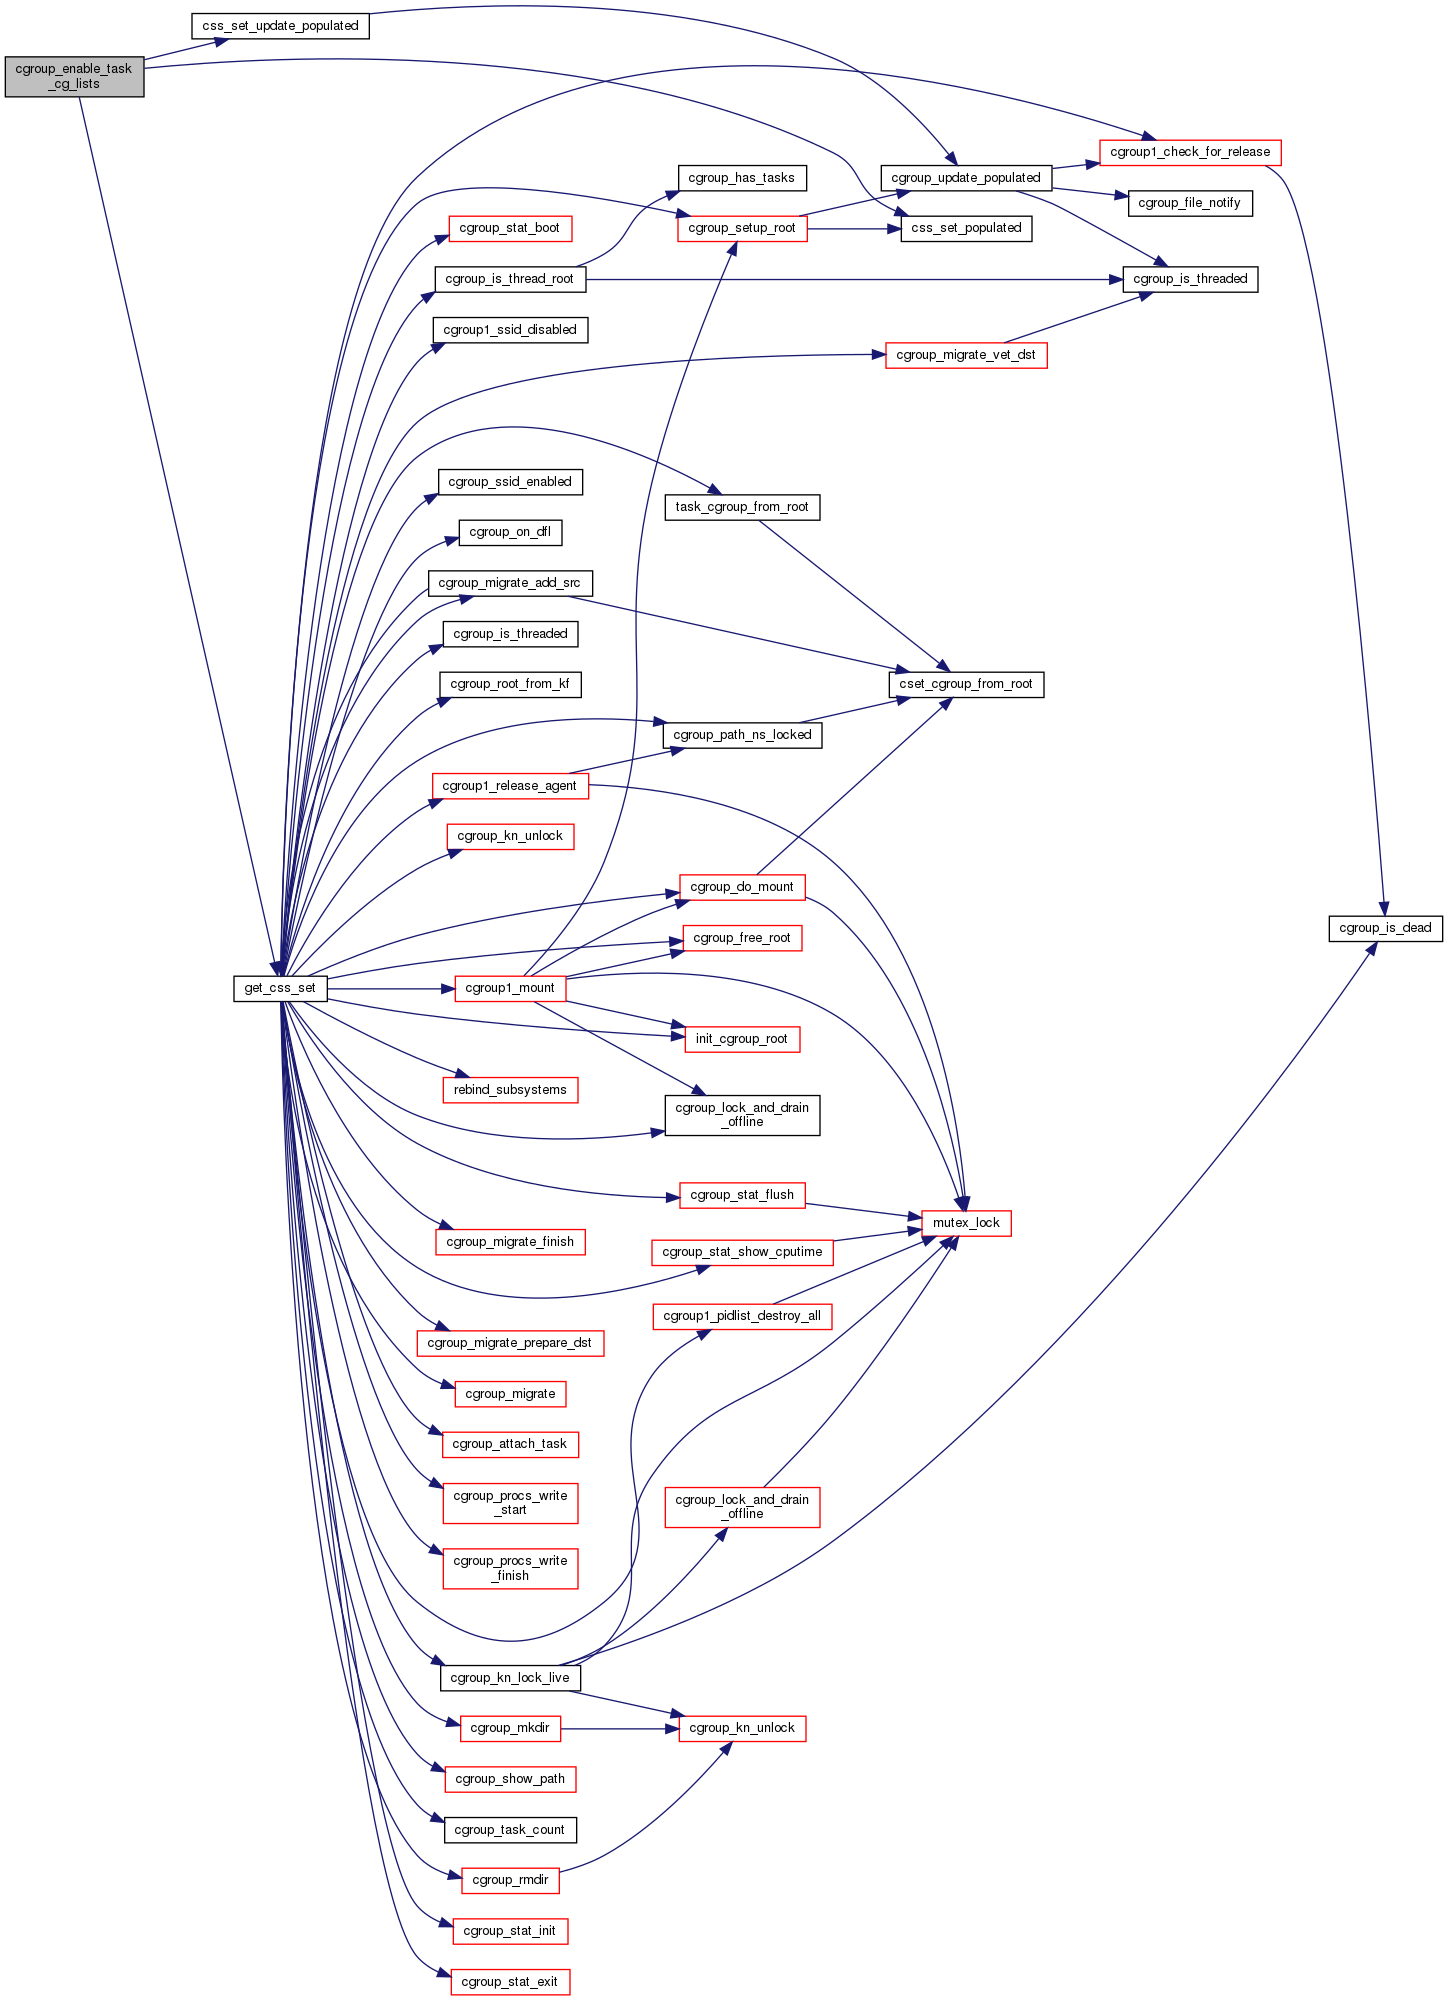 css_set_update_populated
cgroup_enable_task
_cg_lists
cgroup1_check_for_release
cgroup_has_tasks
cgroup_update_populated
cgroup_file_notify
cgroup_stat_boot
cgroup_setup_root
css_set_populated
cgroup_is_thread_root
cgroup_is_threaded
cgroup1_ssid_disabled
cgroup_migrate_vet_dst
cgroup_ssid_enabled
task_cgroup_from_root
cgroup_on_dfl
cgroup_migrate_add_src
cgroup_is_threaded
cgroup_root_from_kf
cset_cgroup_from_root
cgroup_path_ns_locked
cgroup1_release_agent
cgroup_kn_unlock
cgroup_do_mount
cgroup_free_root
cgroup_is_dead
get_css_set
cgroup1_mount
init_cgroup_root
rebind_subsystems
cgroup_lock_and_drain
_offline
cgroup_stat_flush
mutex_lock
cgroup_migrate_finish
cgroup_stat_show_cputime
cgroup1_pidlist_destroy_all
cgroup_migrate_prepare_dst
cgroup_migrate
cgroup_attach_task
cgroup_procs_write
_start
cgroup_lock_and_drain
_offline
cgroup_procs_write
_finish
cgroup_kn_lock_live
cgroup_mkdir
cgroup_kn_unlock
cgroup_show_path
cgroup_task_count
cgroup_rmdir
cgroup_stat_init
cgroup_stat_exit